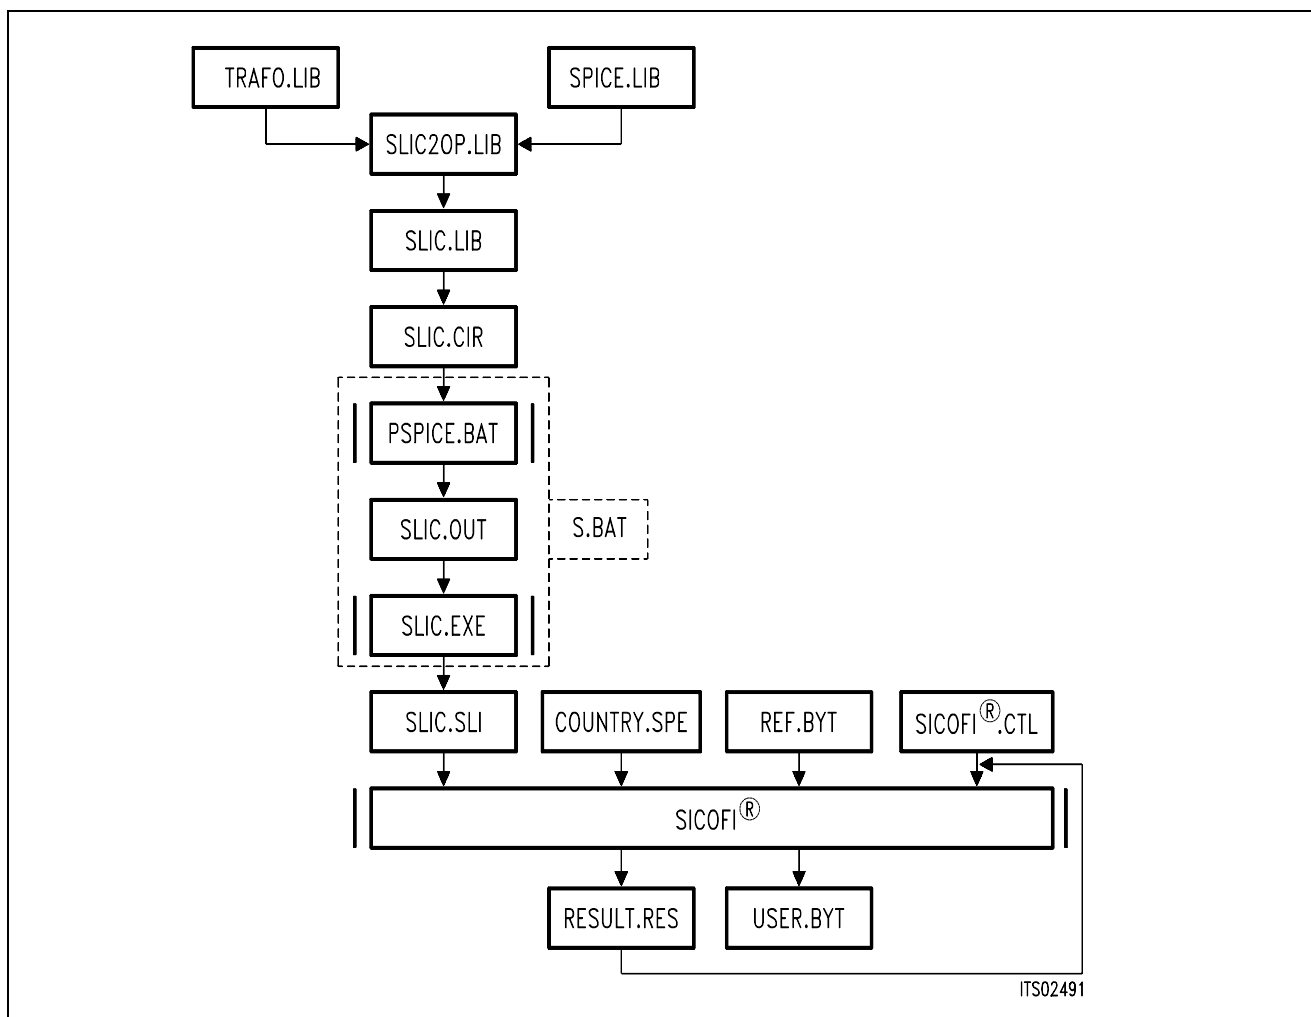 TRAFO.LIB
SPICE.LIB
SLIC2OP.LIB
SLIC.LIB
SLIC.CIR
PSPICE.BAT
SLIC.OUT
S.BAT
SLIC.EXE
SLIC.SLI
COUNTRY.SPE
REF.BYT
SICOFI®.CTL
SICOFI®
RESULT.RES
USER.BYT
ITS02491